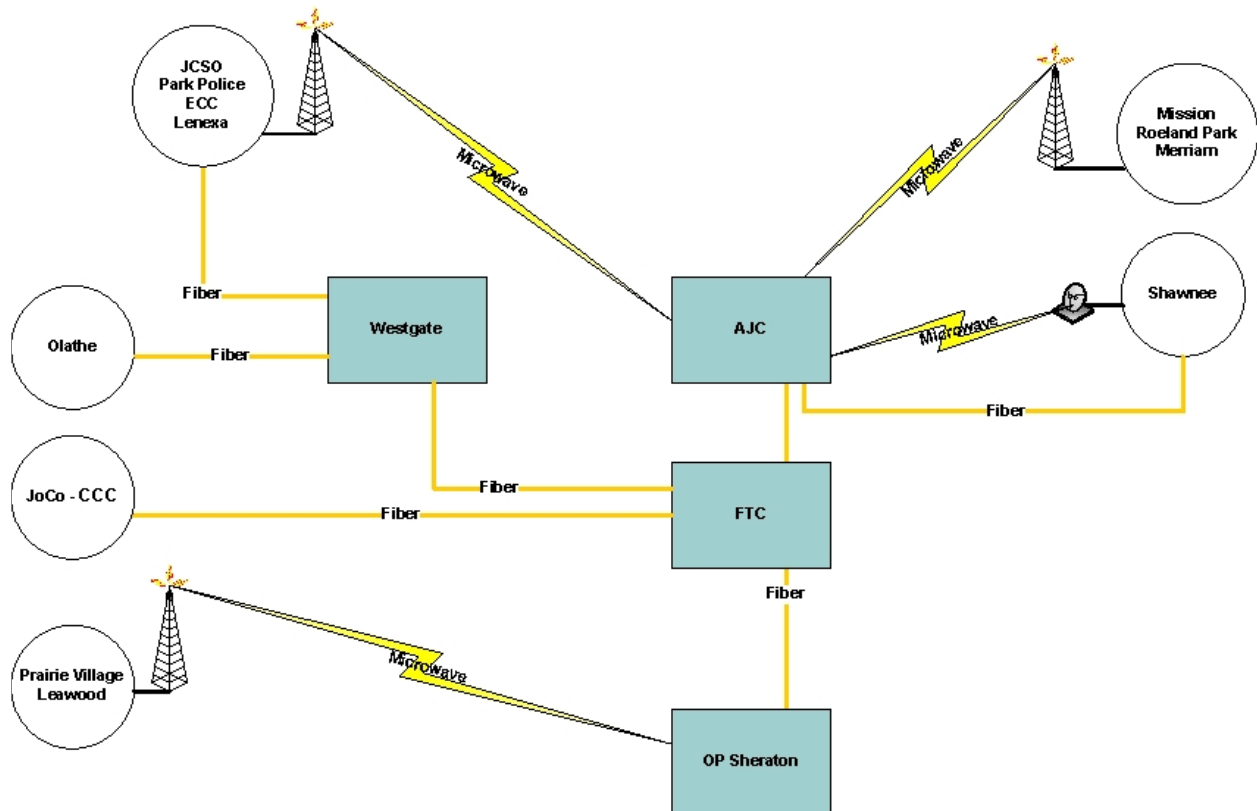 JCSO
Park Police
ECC
Lenexa
Mission
Roeland Park
Merriam
Microwave
Microwave
Shawnee
Fiber
Westgate
AJC
Microwave
Olathe
Fiber
Fiber
JoCo - CCC
Fiber
Fiber
FTC
Fiber
Prairie Village
Leawood
Microwave
OP Sheraton